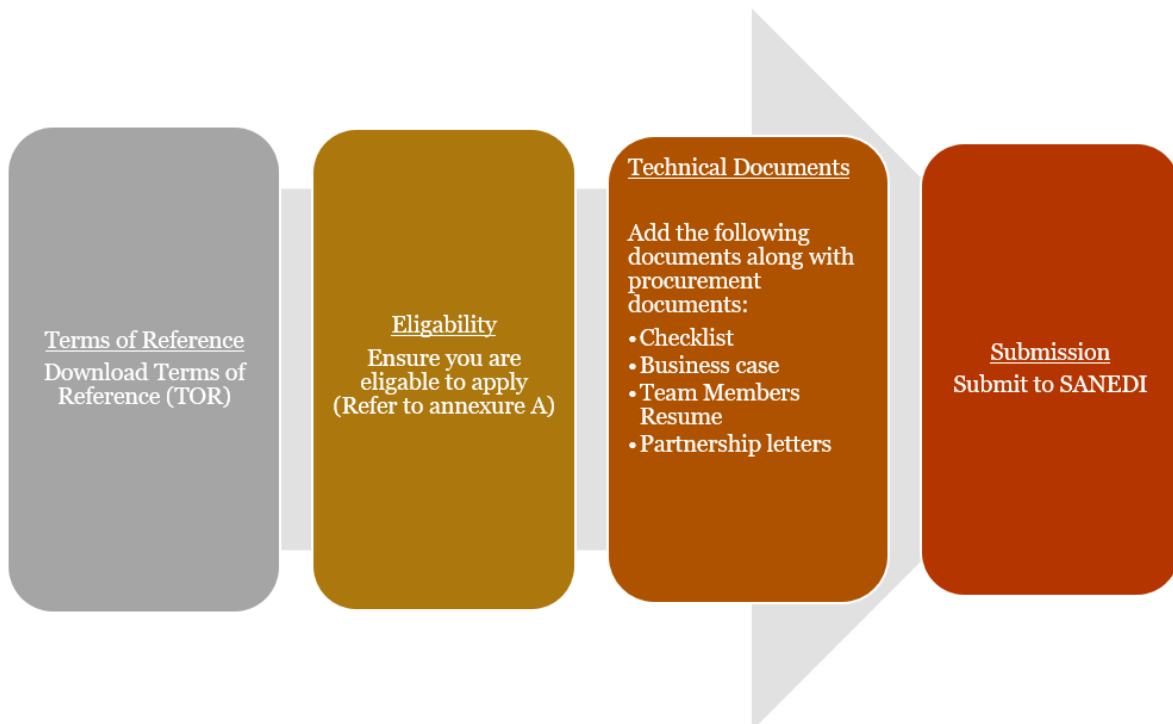 Terms of Reference
Download Terms of
Reference (TOR)
Eligability
Ensure you are
eligable to apply
(Refer to annexure A)
Technical Documents
Add the following
documents along with
procurement
documents:
• Checklist
• Business case
• Team Members
Resume
• Partnership letters
Submission
Submit to SANEDI